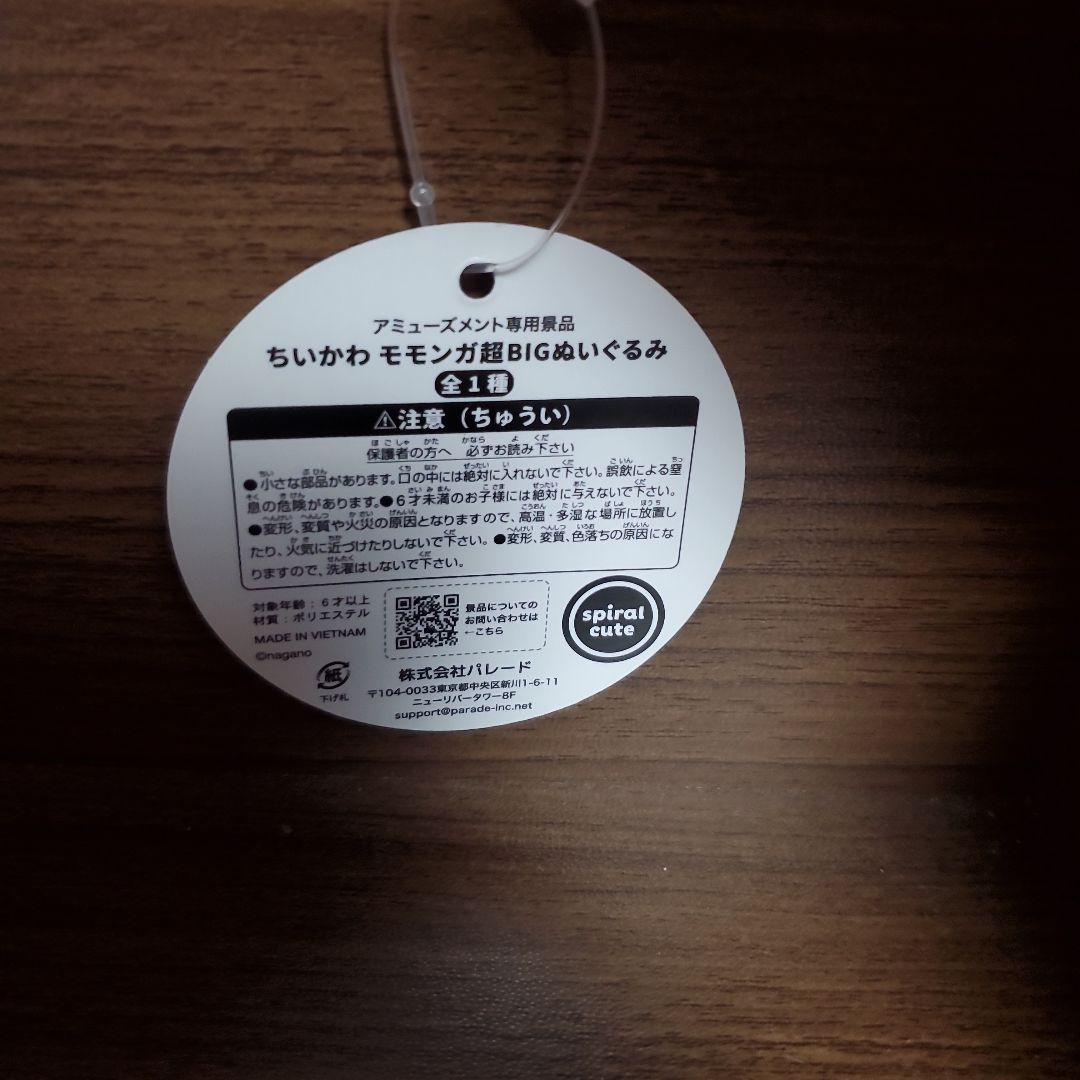 アミューズメント専用景品
ちいかわ モモンガ超BIGぬいぐるみ
全1種
⚠注意（ちゅうい）
保護者の方へ 必ずお読み下さい
●小さな部品があります。口の中には絶対に入れないで下さい。誤飲による窒
息の危険があります。●6才未満のお子様には絶対に与えないで下さい。
●変形、変質や火災の原因となりますので、高温・多湿な場所に放置し
たり、火気に近づけたりしないで下さい。●変形、変質、色落ちの原因にな
りますので、洗濯はしないで下さい。
対象年齢：6才以上
材質：ポリエステル
MADE IN VIETNAM
©nagano
景品についての
お問い合わせは
←こちら
spiral
cute
紙
下げ札
株式会社パレード
〒104-0033東京都中央区新川1-6-11
ニューリバータワー8F
support@parade-inc.net